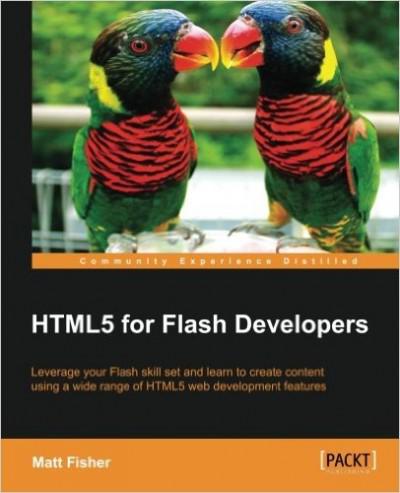 Community Experience Distilled
HTML5 for Flash Developers
Leverage your Flash skill set and learn to create content
using a wide range of HTML5 web development features
Matt Fisher
[PACKT]
PUBLISHING